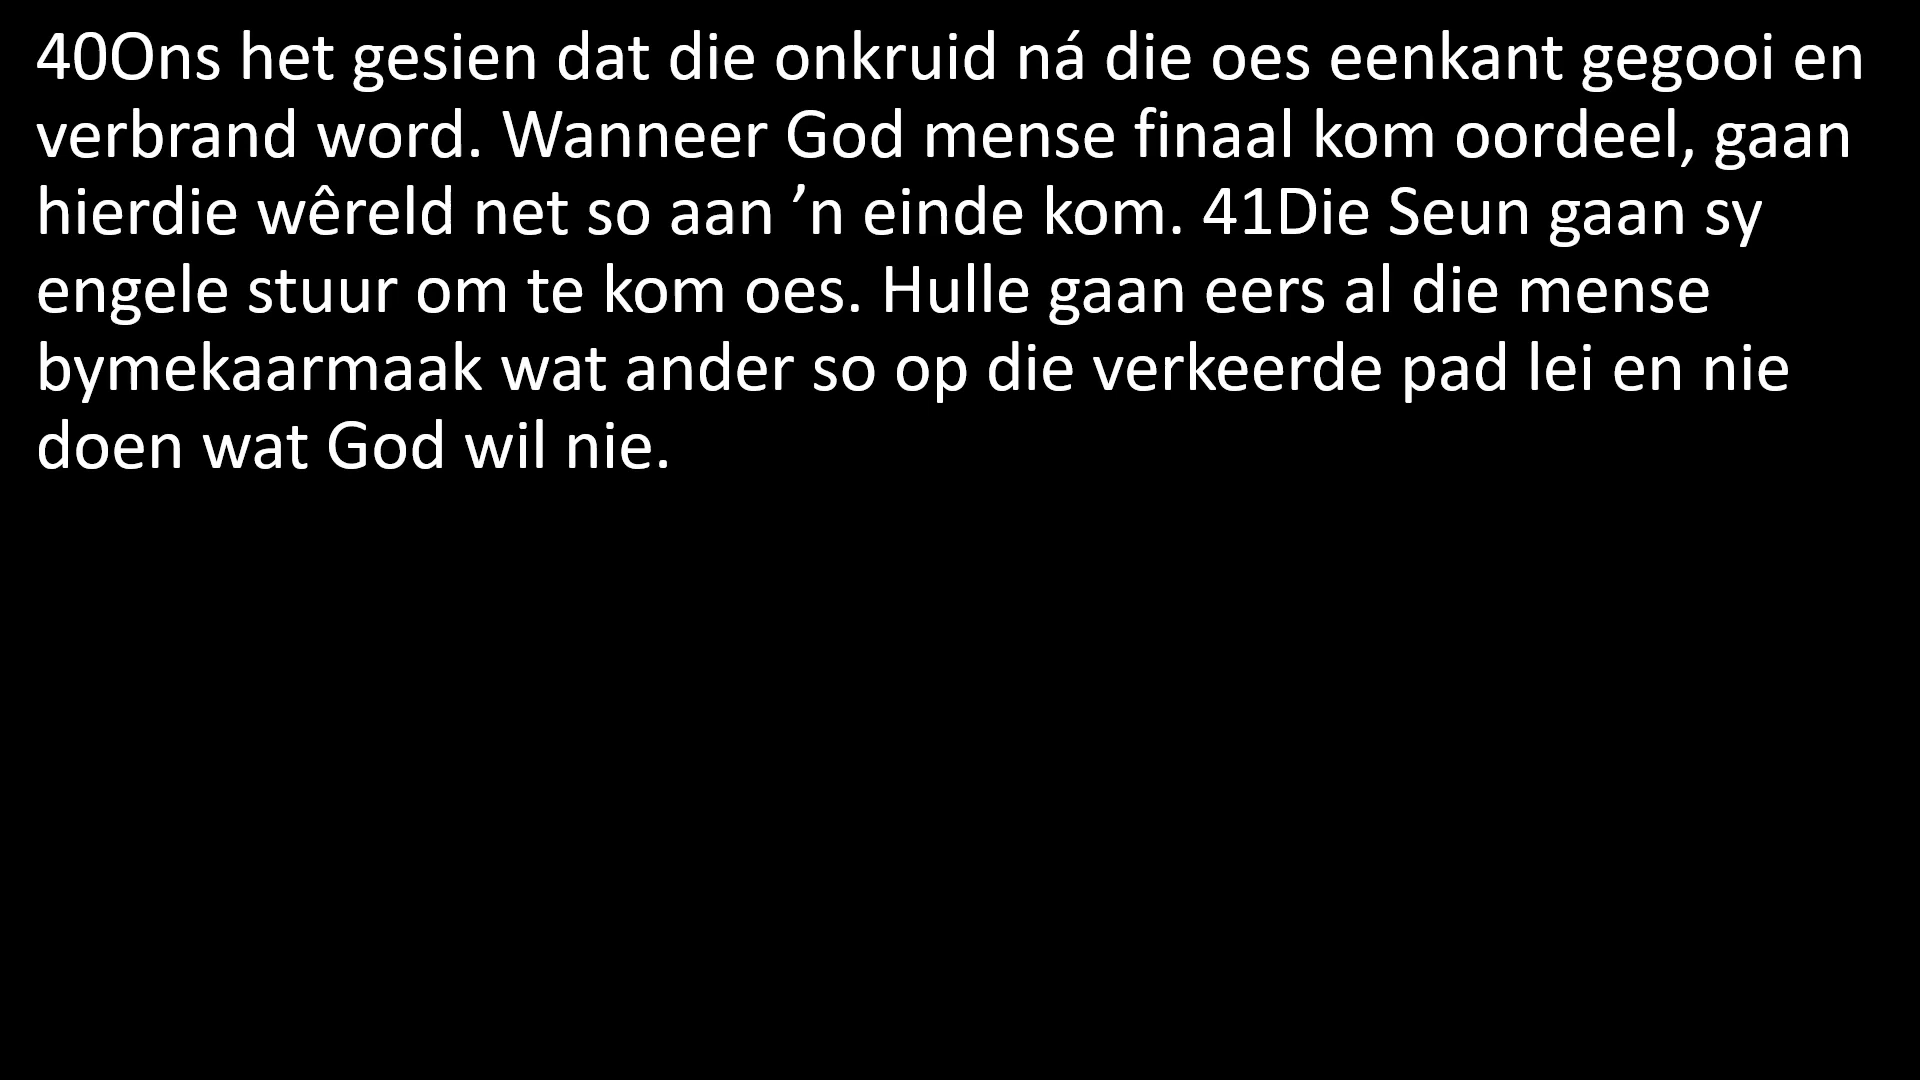 40Ons het gesien dat die onkruid ná die oes eenkant gegooi en
verbrand word. Wanneer God mense finaal kom oordeel, gaan
hierdie wêreld net so aan ’n einde kom. 41Die Seun gaan sy
engele stuur om te kom oes. Hulle gaan eers al die mense
bymekaarmaak wat ander so op die verkeerde pad lei en nie
doen wat God wil nie.